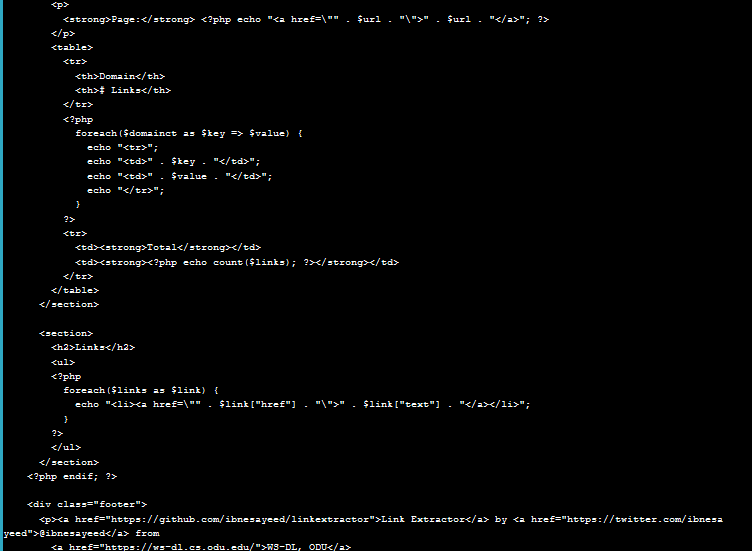 <p>
<strong>Page:</strong> <?php echo "<a href=\"" . $url . "\">" . $url . "</a>"; ?>
</p>
<table>
<tr>
<th>Domain</th>
<th># Links</th>
</tr>
<?php
foreach($domainct as $key => $value) {
echo "<tr>";
echo "<td>" . $key . "</td>";
echo "<td>" . $value . "</td>";
echo "</tr>";
}
?>
<tr>
<td><strong>Total</strong></td>
<td><strong><?php echo count($links); ?></strong></td>
</tr>
</table>
</section>
<section>
<h2>Links</h2>
<ul>
<?php
foreach($links as $link) {
echo "<li><a href=\"" . $link["href"] . "\">" . $link["text"] . "</a></li>";
}
?>
</ul>
</section>
<?php endif; ?>
<div class="footer">
<p><a href="https://github.com/ibnesayeed/linkextractor">Link Extractor</a> by <a href="https://twitter.com/ibnesa
yeed">@ibnesayeed</a> from
<a href="https://ws-dl.cs.odu.edu/">WS-DL, ODU</a>